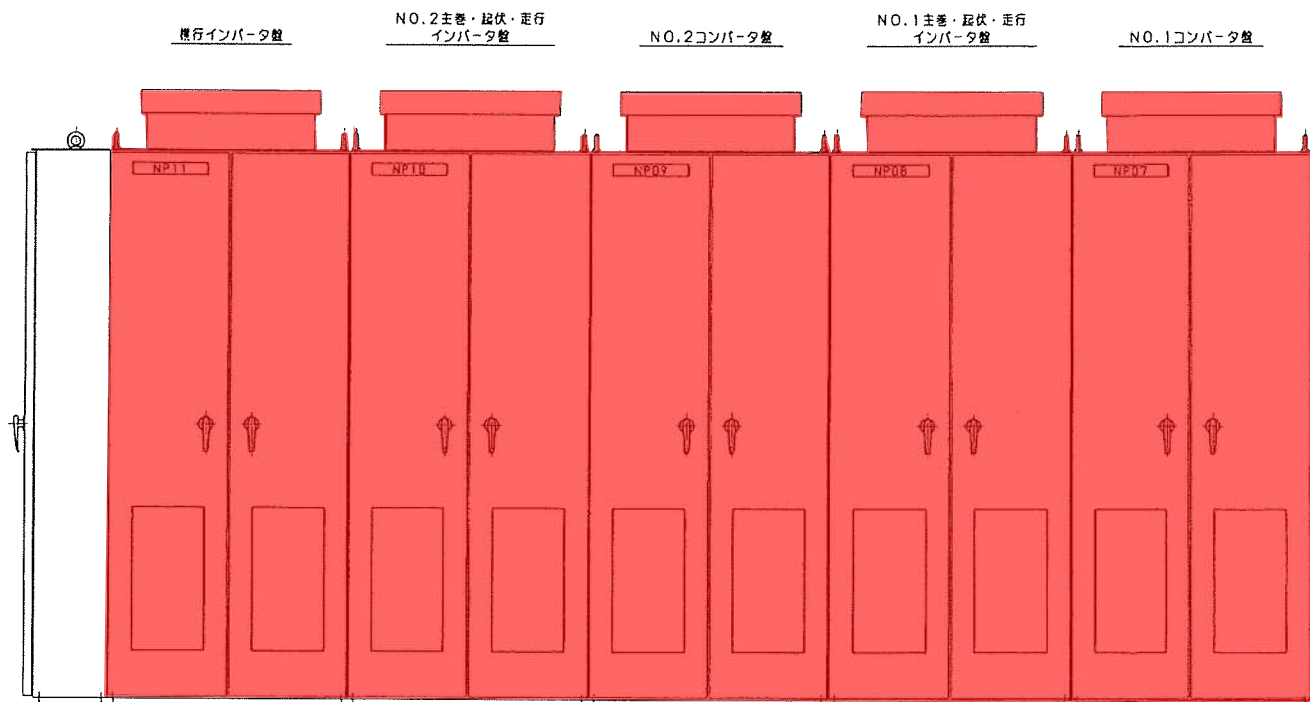 横行インバータ盤
NO.2主巻・起伏・走行
インバータ盤
NO.2コンバータ盤
NO.1主巻・起伏・走行
インバータ盤
NO.1コンバータ盤
NP11
NP10
NP09
NP08
NP07